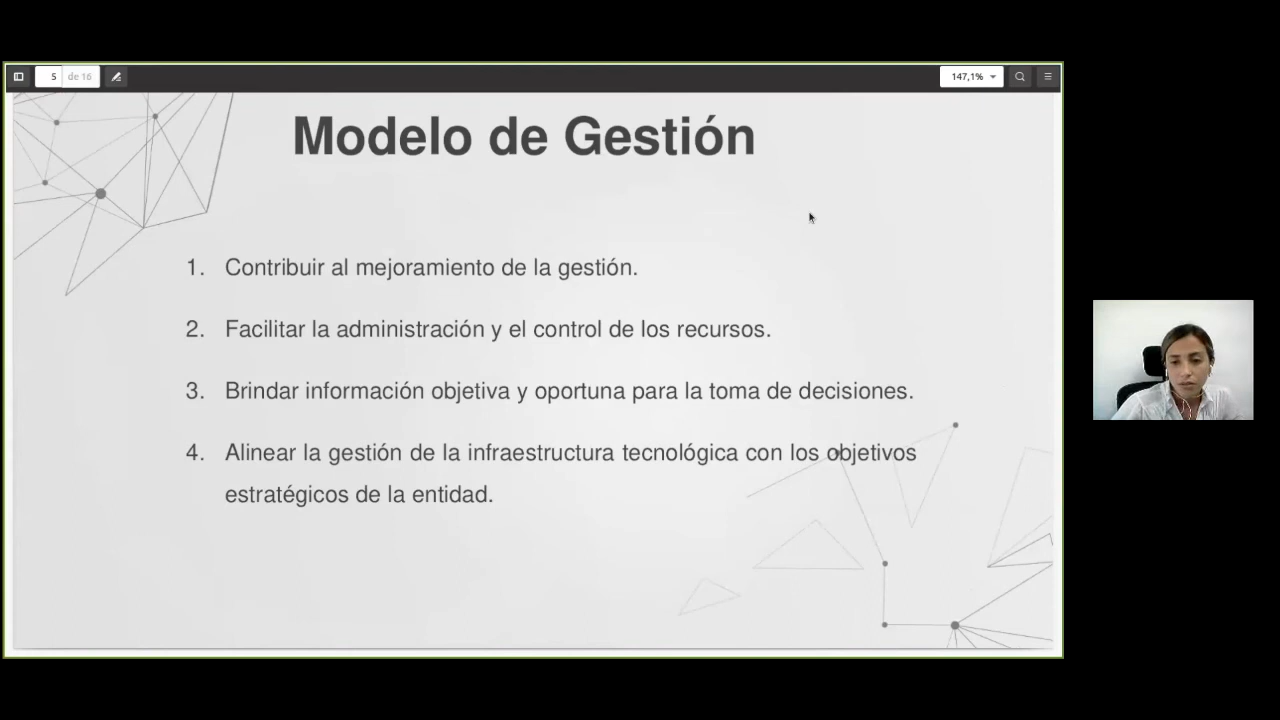 5 de 16
147,1%
Modelo de Gestión
1. Contribuir al mejoramiento de la gestión.
2. Facilitar la administración y el control de los recursos.
3. Brindar información objetiva y oportuna para la toma de decisiones.
4. Alinear la gestión de la infraestructura tecnológica con los objetivos
estratégicos de la entidad.